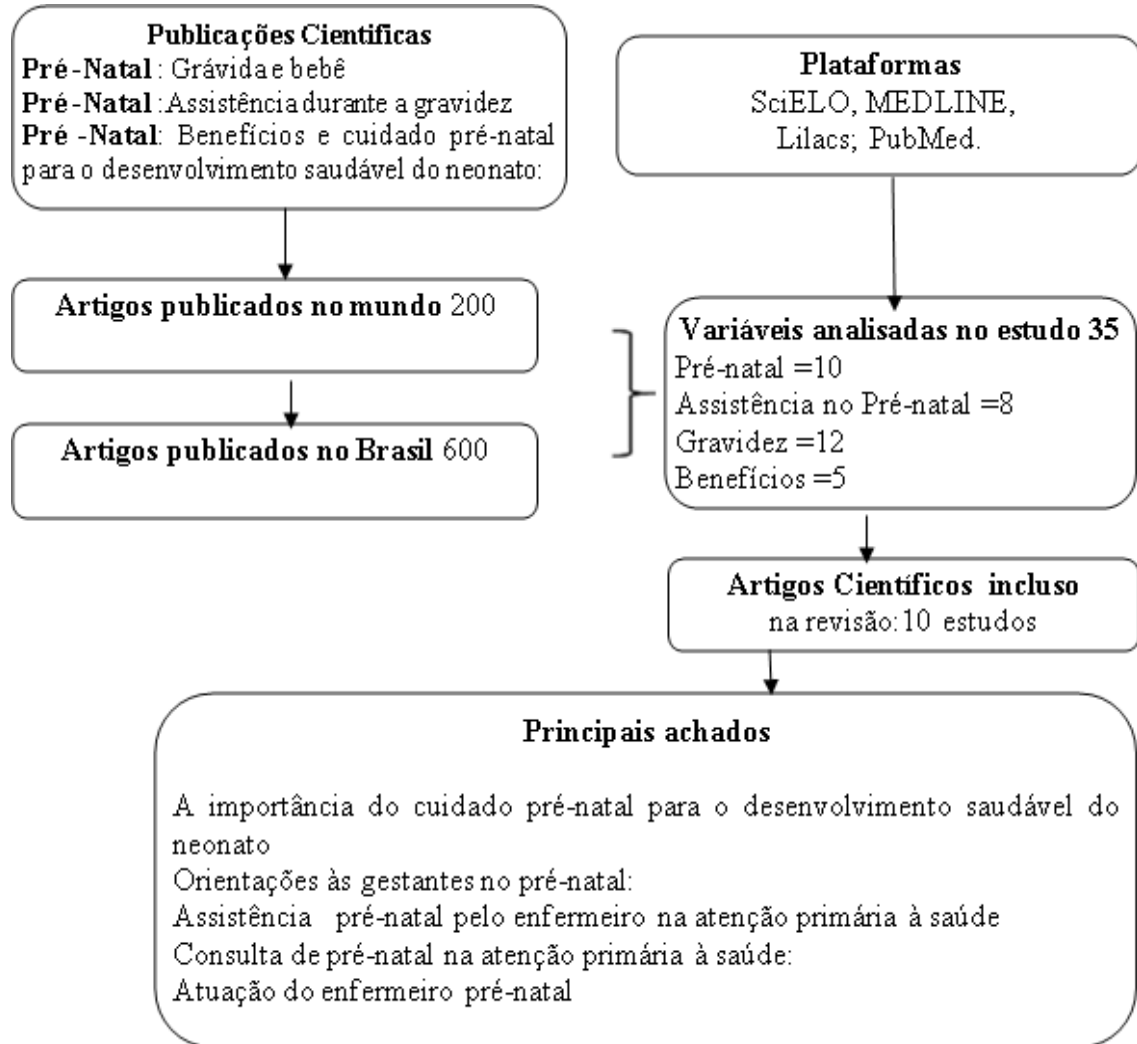 Publicações Cientificas
Pré-Natal: Grávida e bebê
Pré-Natal:Assistência durante a gravidez
Pré -Natal: Benefícios e cuidado pré-natal
para o desenvolvimento saudável do neonato:
Plataformas
SciELO, MEDLINE,
Lilacs; PubMed.
Artigos publicados no mundo 200
Artigos publicados no Brasil 600
Variáveis analisadas no estudo 35
Pré-natal =10
Assistência no Pré-natal =8
Gravidez =12
Benefícios =5
Artigos Científicos incluso
na revisão: 10 estudos
Principais achados
A importância do cuidado pré-natal para o desenvolvimento saudável do
neonato
Orientações às gestantes no pré-natal:
Assistência pré-natal pelo enfermeiro na atenção primária à saúde
Consulta de pré-natal na atenção primária à saúde:
Atuação do enfermeiro pré-natal